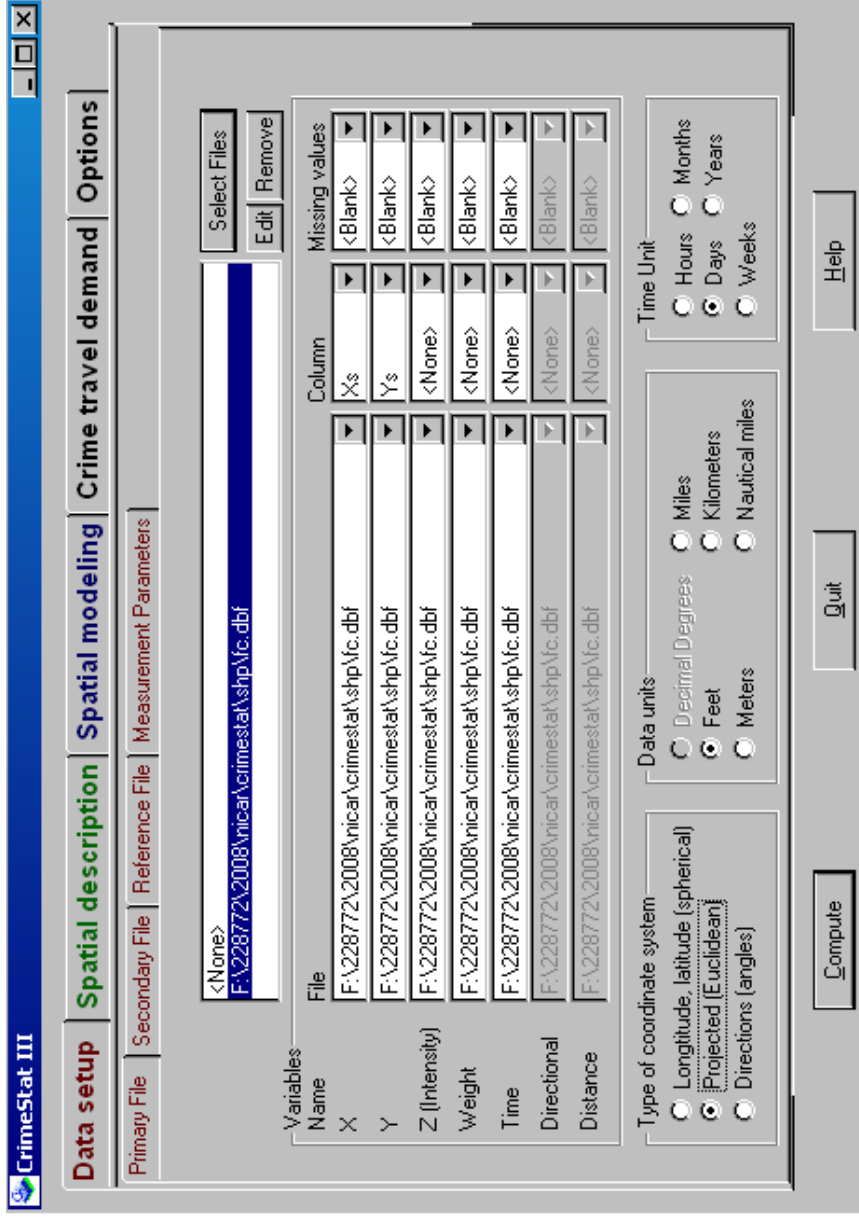 CrimeStat III
Data setup Spatial description Spatial modeling Crime travel demand Options
Primary File Secondary File Reference File Measurement Parameters
<None>
F:\228772\2008\nicar\crimestat\shp\fc.dbf
Select Files
Edit Remove
Variables
Name File Column Missing values
X F:\228772\2008\nicar\crimestat\shp\fc.dbf Xs <Blank>
Y F:\228772\2008\nicar\crimestat\shp\fc.dbf Ys <Blank>
Z (Intensity) F:\228772\2008\nicar\crimestat\shp\fc.dbf <None> <Blank>
Weight F:\228772\2008\nicar\crimestat\shp\fc.dbf <None> <Blank>
Time F:\228772\2008\nicar\crimestat\shp\fc.dbf <None> <Blank>
Directional F:\228772\2008\nicar\crimestat\shp\fc.dbf <None> <Blank>
Distance F:\228772\2008\nicar\crimestat\shp\fc.dbf <None> <Blank>
Type of coordinate system
Longtitude, latitude (spherical)
Projected (Euclidean)
Directions (angles)
Data units
Decimal Degrees Miles
Feet Kilometers
Meters Nautical miles
Time Unit
Hours Months
Days Years
Weeks
Compute Quit Help